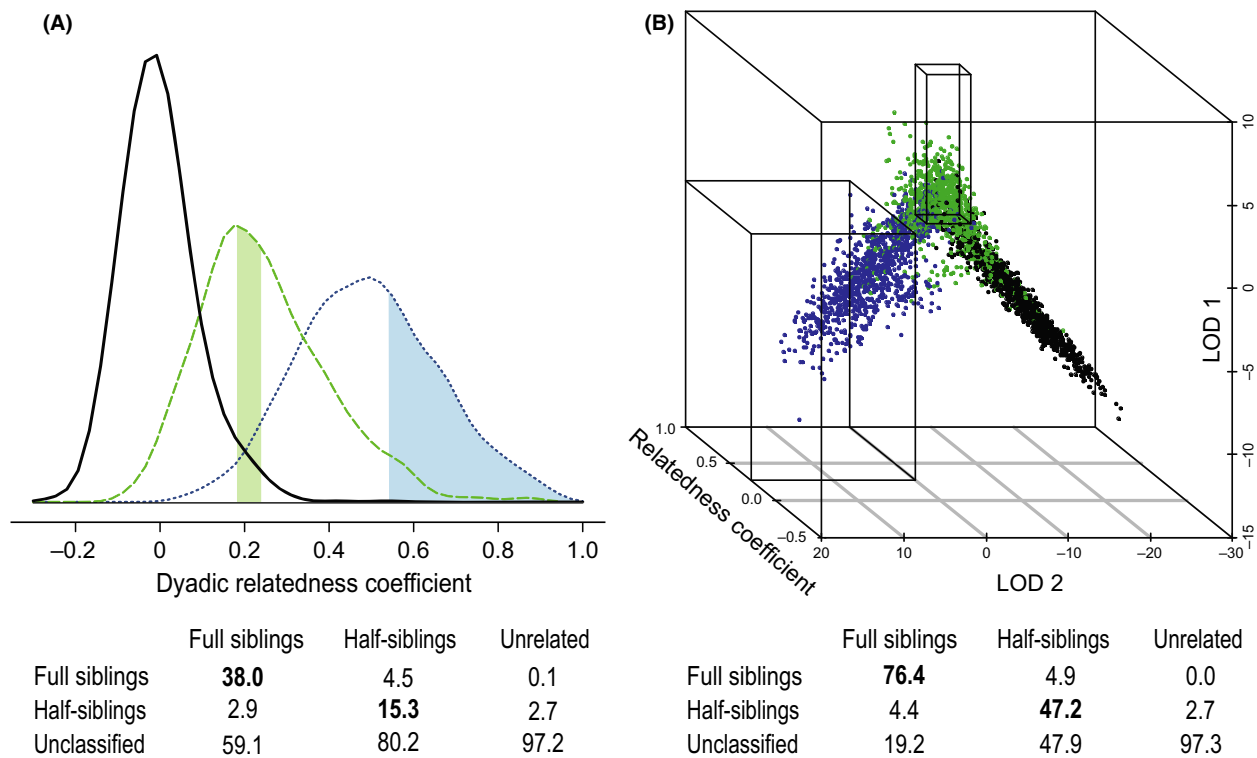 (A)
−0.2 0 0.2 0.4 0.6 0.8 1.0
Dyadic relatedness coefficient
Full siblings Half-siblings Unrelated
Full siblings 38.0 4.5 0.1
Half-siblings 2.9 15.3 2.7
Unclassified 59.1 80.2 97.2
(B)
10
5
0
−5
−10
−15
LOD 1
1.0
0.5
0.0
−0.5
Relatedness coefficient
20 10 0 −10 −20 −30
LOD 2
Full siblings Half-siblings Unrelated
Full siblings 76.4 4.9 0.0
Half-siblings 4.4 47.2 2.7
Unclassified 19.2 47.9 97.3